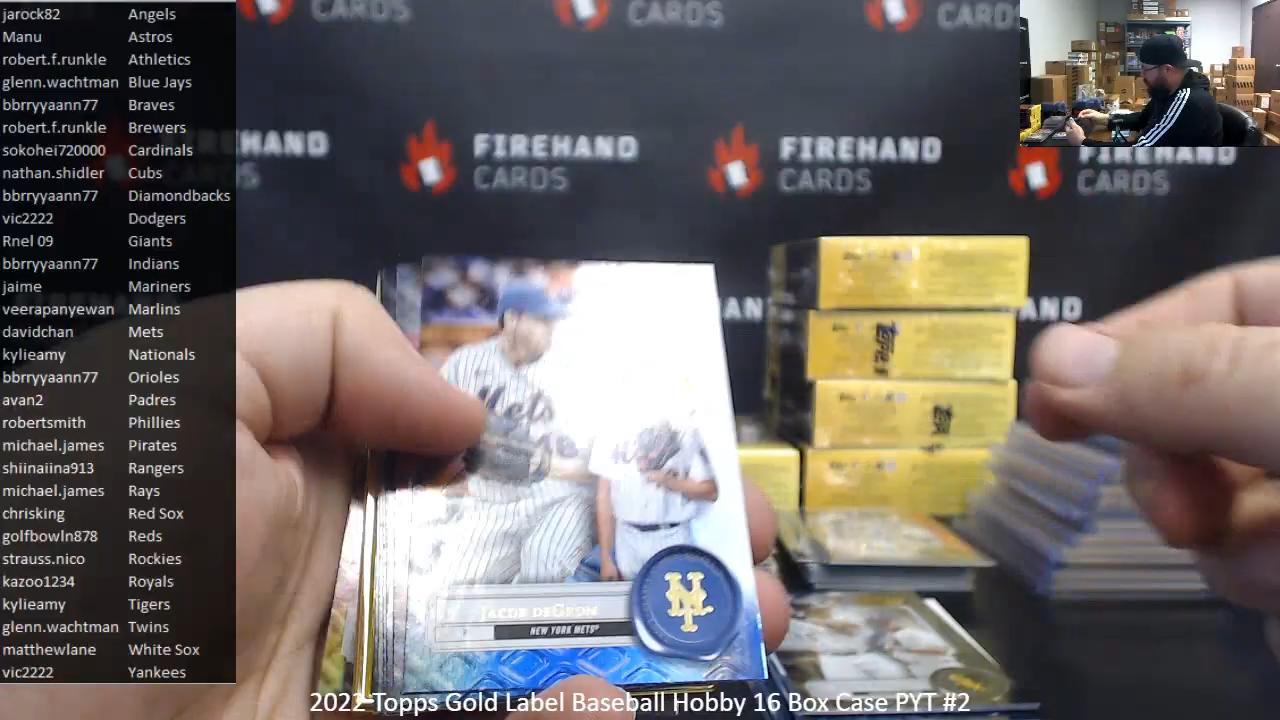 jarock82 Angels
Manu Astros
robert.f.runkle Athletics
glenn.wachtman Blue Jays
bbrryyaann77 Braves
robert.f.runkle Brewers
sokohei720000 Cardinals
nathan.shidler Cubs
bbrryyaann77 Diamondbacks
vic2222 Dodgers
Rnel 09 Giants
bbrryyaann77 Indians
jaime Mariners
veerapanyewan Marlins
davidchan Mets
kylieamy Nationals
bbrryyaann77 Orioles
avan2 Padres
robertsmith Phillies
michael.james Pirates
shiinaiina913 Rangers
michael.james Rays
chrisking Red Sox
golfbowln878 Reds
strauss.nico Rockies
kazoo1234 Royals
kylieamy Tigers
glenn.wachtman Twins
matthewlane White Sox
vic2222 Yankees
CARDS
CARDS
CARDS
FIREHAND
CARDS
FIREHAND
CARDS
FIREHAND
CARDS
Mets
JACOB DEGROM
NEW YORK METS
NY
2022 Topps Gold Label Baseball Hobby 16 Box Case PYT #2